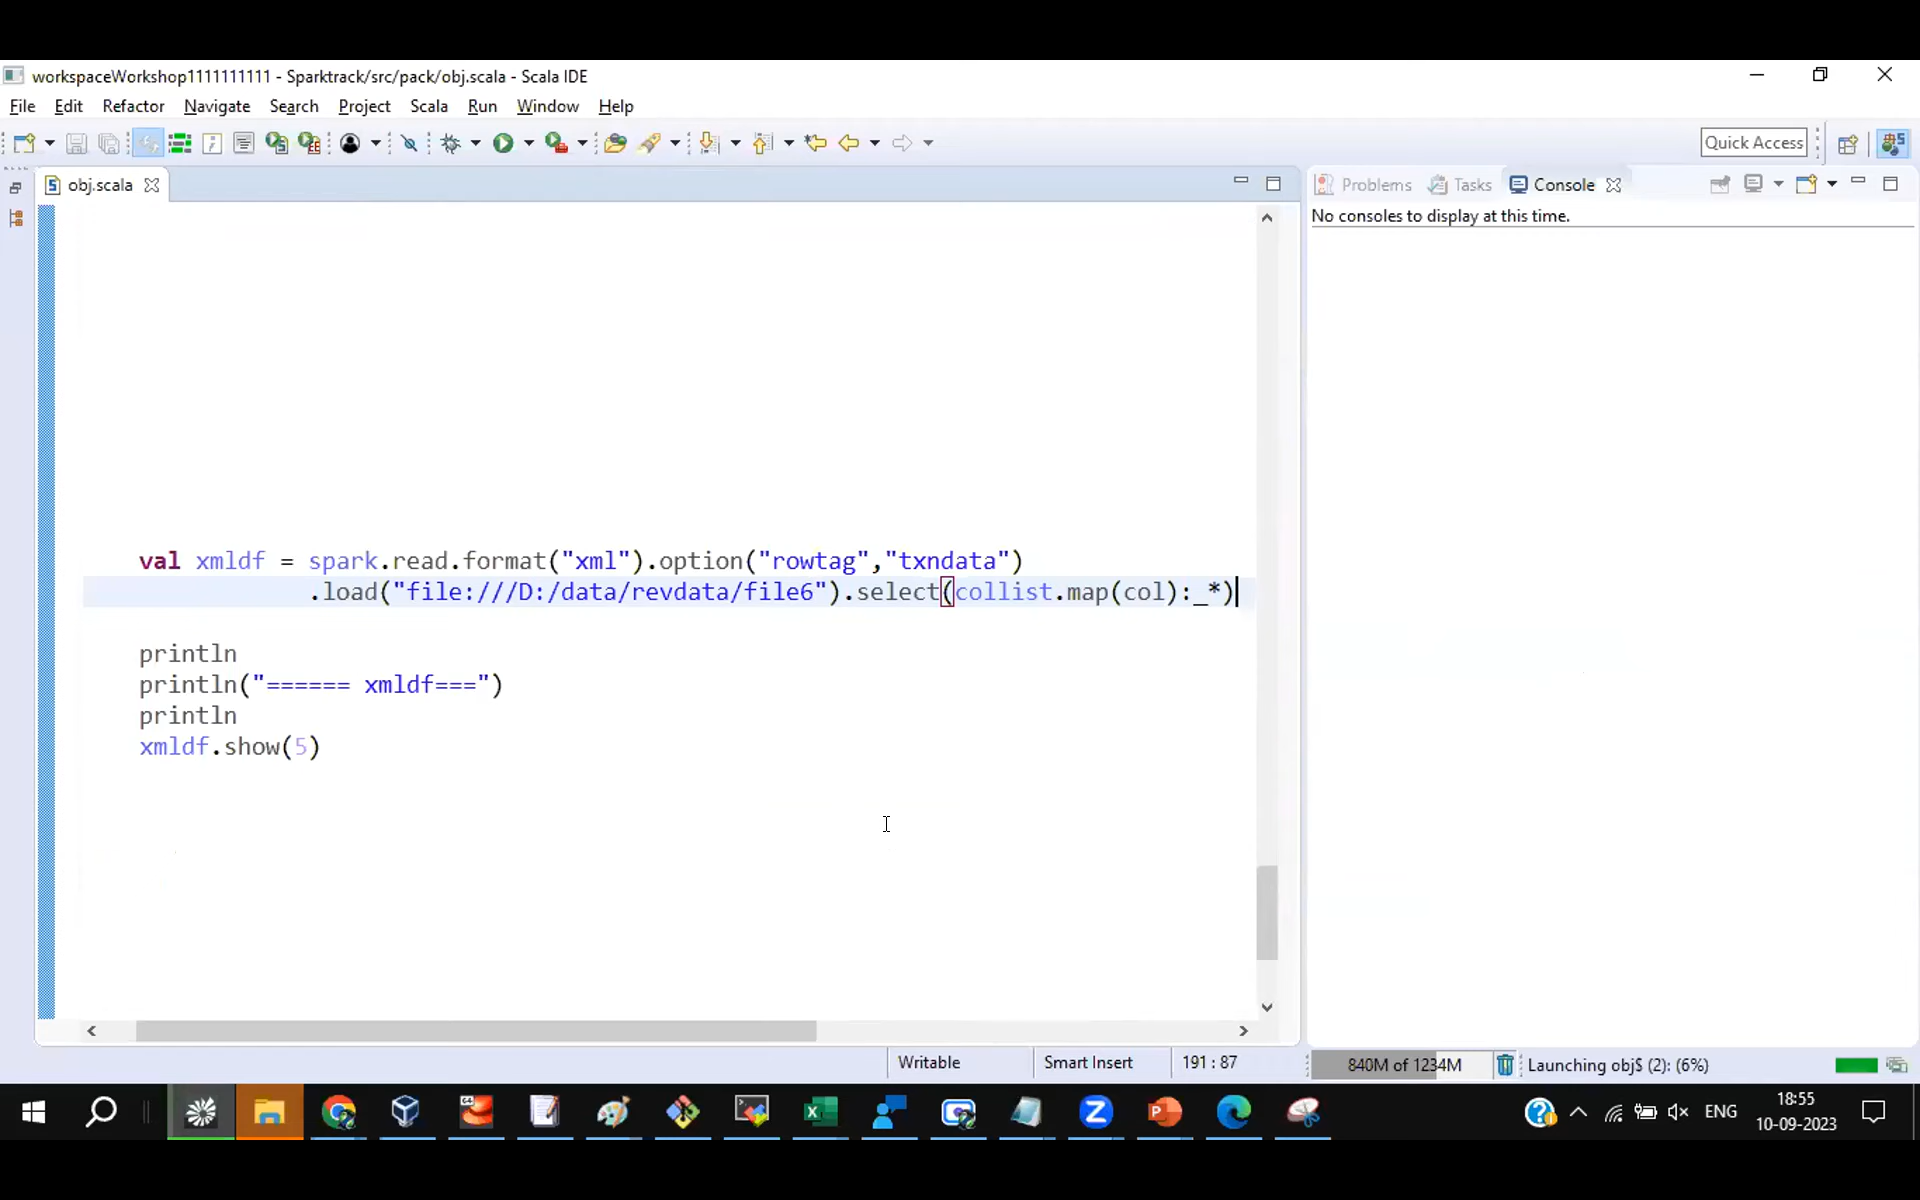 workspaceWorkshop1111111111 - Sparktrack/src/pack/obj.scala - Scala IDE
File Edit Refactor Navigate Search Project Scala Run Window Help
Quick Access
obj.scala
Problems Tasks Console
No consoles to display at this time.
val xmldf = spark.read.format("xml").option("rowtag","txndata")
.load("file:///D:/data/revdata/file6").select(collist.map(col):_*)
println
println("====== xmldf===")
println
xmldf.show(5)
Writable Smart Insert 191 : 87 840M of 1234M Launching obj$ (2): (6%)
ENG 18:55
10-09-2023